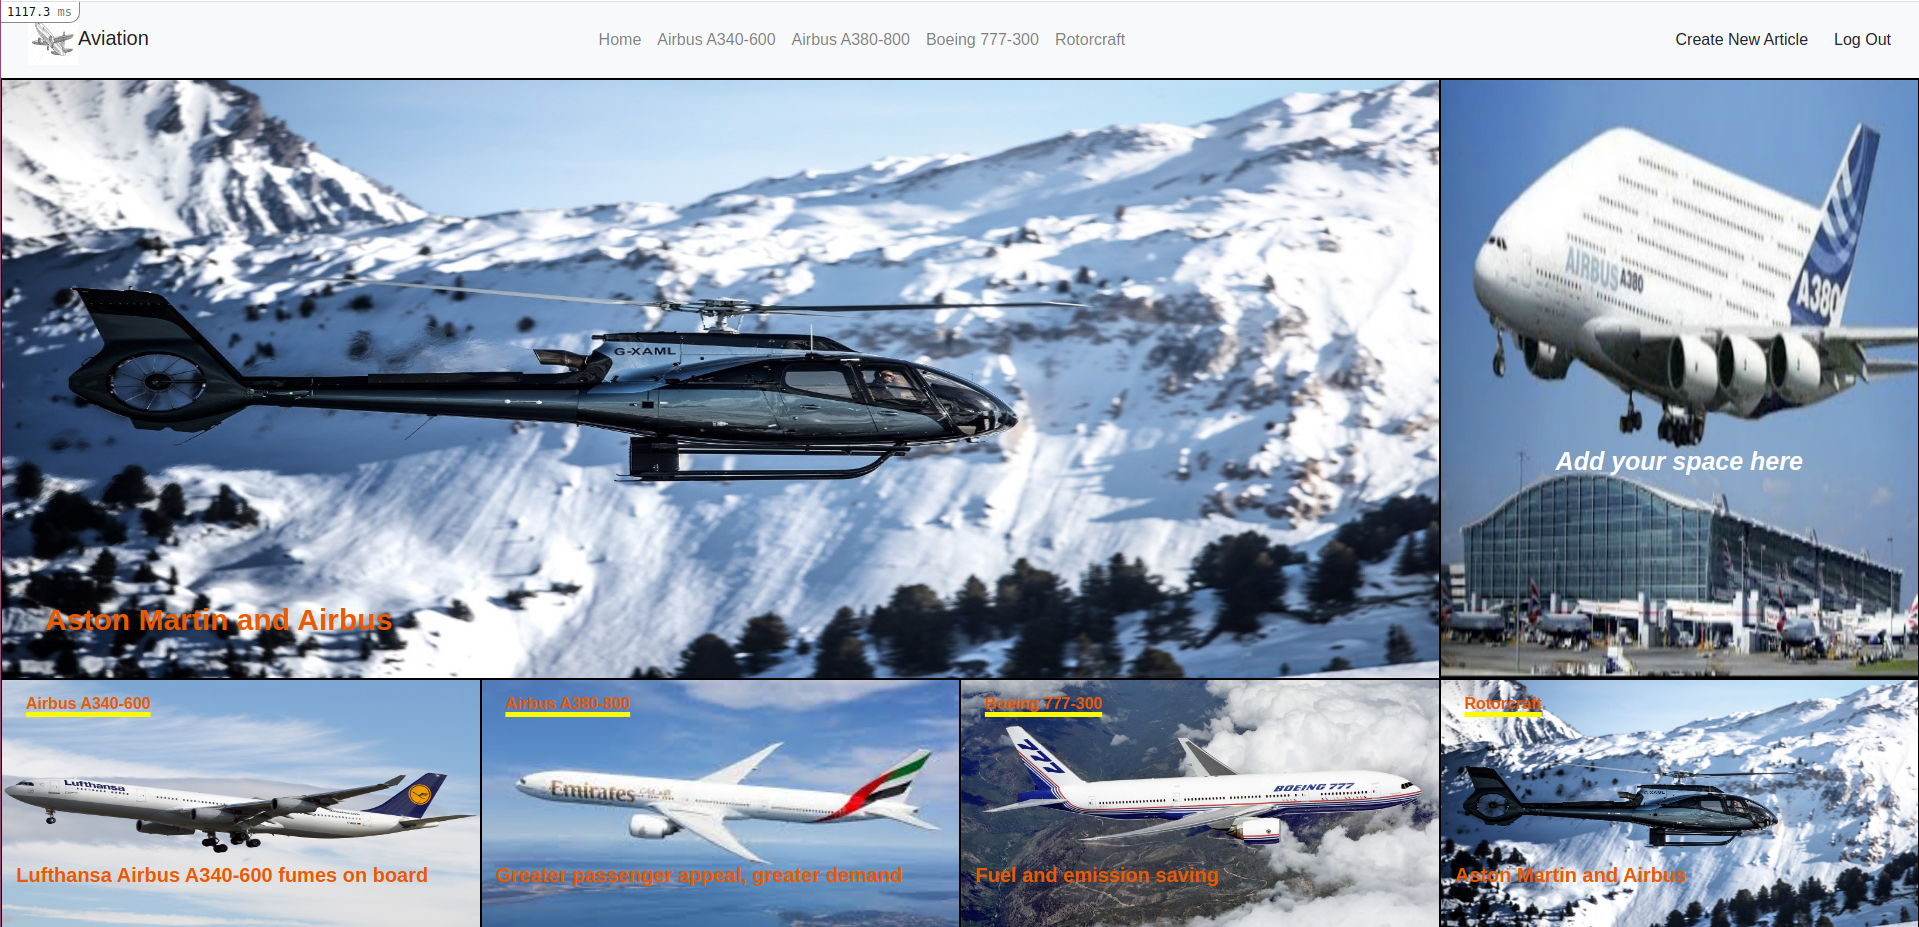 1117.3 ms
Aviation
Home Airbus A340-600 Airbus A380-800 Boeing 777-300 Rotorcraft
Create New Article Log Out
G-XAML
AIRBUS A380
A380
Add your space here
Aston Martin and Airbus
Airbus A340-600
Airbus A380-800
Boeing 777-300
Rotorcraft
Lufthansa
Emirates
777
BOEING 777
G-XAML
Lufthansa Airbus A340-600 fumes on board
Greater passenger appeal, greater demand
Fuel and emission saving
Aston Martin and Airbus